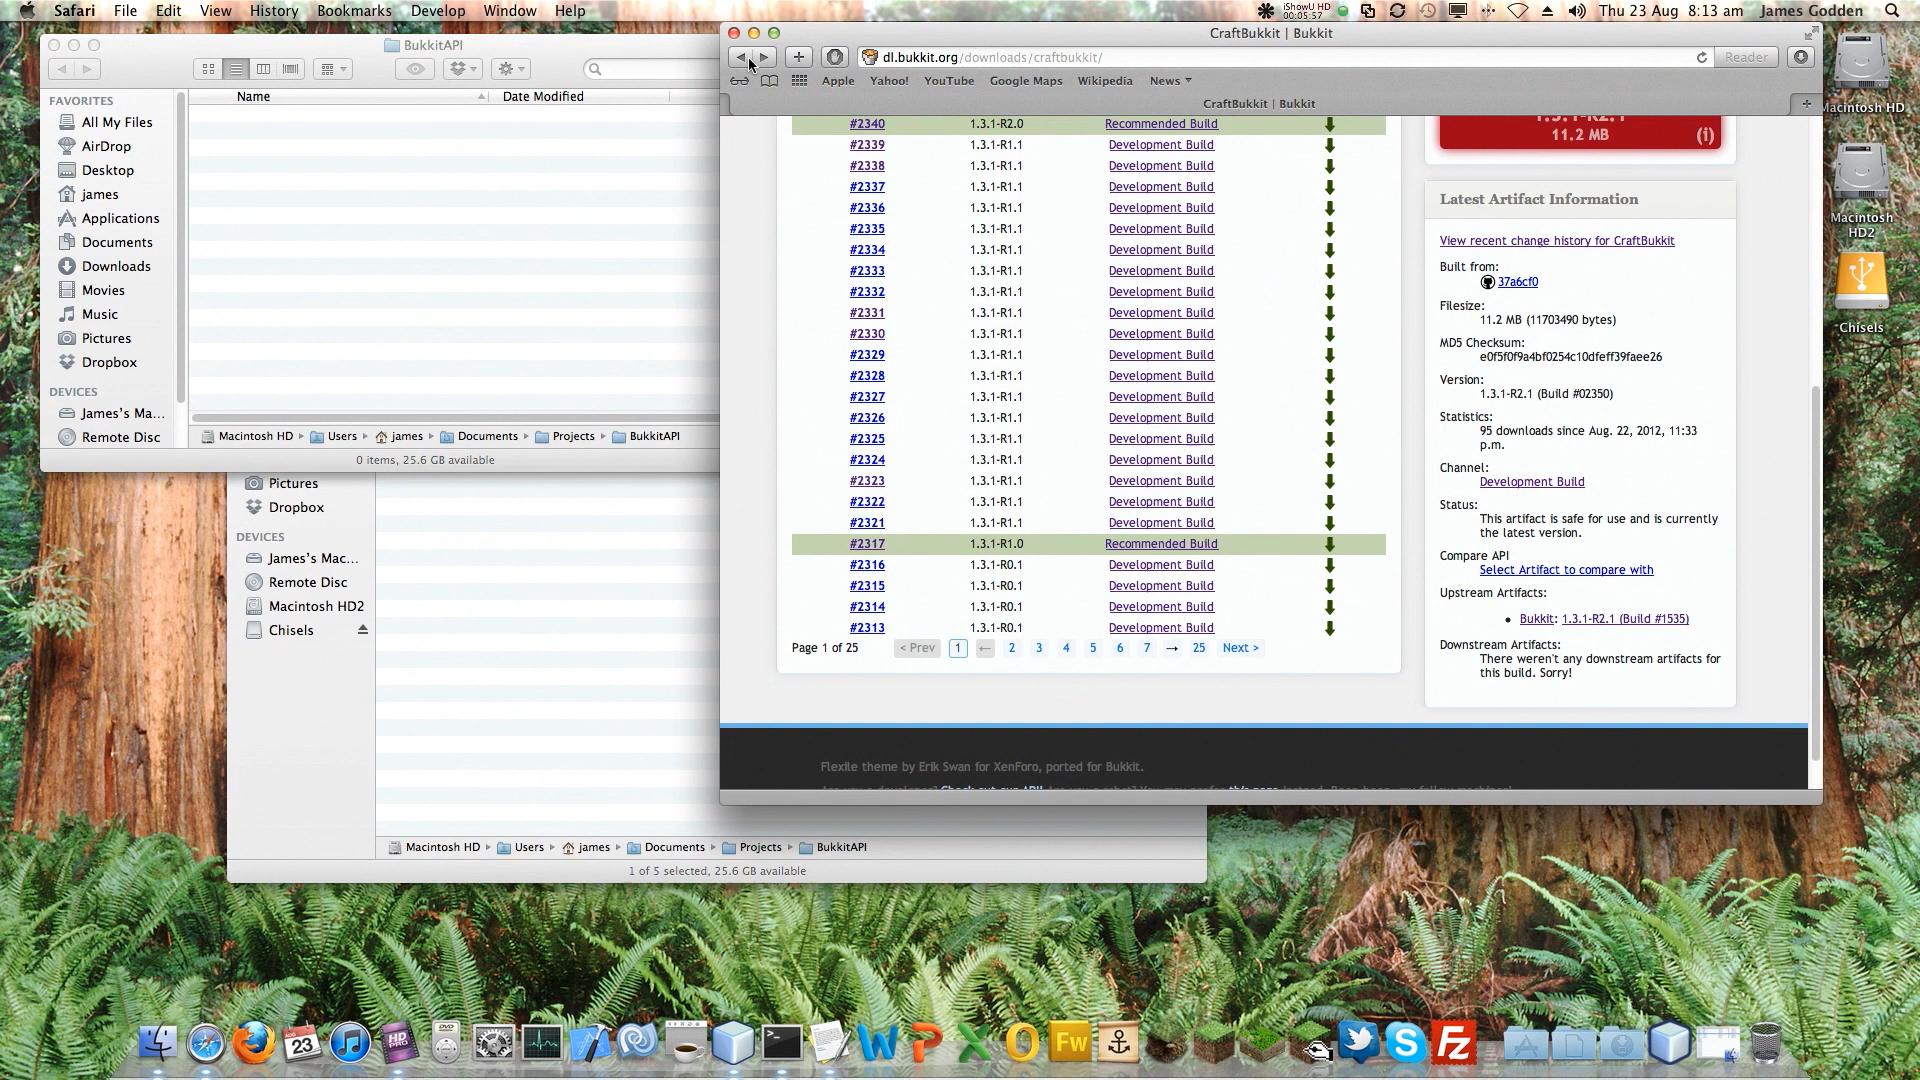 Safari File Edit View History Bookmarks Develop Window Help
iShowU HD 00:05:57 Thu 23 Aug 8:13 am James Godden
BukkitAPI
FAVORITES
All My Files
AirDrop
Desktop
james
Applications
Documents
Downloads
Movies
Music
Pictures
Dropbox
DEVICES
James's Ma...
Remote Disc
Name Date Modified
Macintosh HD Users james Documents Projects BukkitAPI
0 items, 25.6 GB available
Pictures
Dropbox
DEVICES
James's Mac...
Remote Disc
Macintosh HD2
Chisels
Macintosh HD Users james Documents Projects BukkitAPI
1 of 5 selected, 25.6 GB available
CraftBukkit | Bukkit
dl.bukkit.org/downloads/craftbukkit/ Reader
Apple Yahoo! YouTube Google Maps Wikipedia News
CraftBukkit | Bukkit
#2340 1.3.1-R2.0 Recommended Build
#2339 1.3.1-R1.1 Development Build
#2338 1.3.1-R1.1 Development Build
#2337 1.3.1-R1.1 Development Build
#2336 1.3.1-R1.1 Development Build
#2335 1.3.1-R1.1 Development Build
#2334 1.3.1-R1.1 Development Build
#2333 1.3.1-R1.1 Development Build
#2332 1.3.1-R1.1 Development Build
#2331 1.3.1-R1.1 Development Build
#2330 1.3.1-R1.1 Development Build
#2329 1.3.1-R1.1 Development Build
#2328 1.3.1-R1.1 Development Build
#2327 1.3.1-R1.1 Development Build
#2326 1.3.1-R1.1 Development Build
#2325 1.3.1-R1.1 Development Build
#2324 1.3.1-R1.1 Development Build
#2323 1.3.1-R1.1 Development Build
#2322 1.3.1-R1.1 Development Build
#2321 1.3.1-R1.1 Development Build
#2317 1.3.1-R1.0 Recommended Build
#2316 1.3.1-R0.1 Development Build
#2315 1.3.1-R0.1 Development Build
#2314 1.3.1-R0.1 Development Build
#2313 1.3.1-R0.1 Development Build
Page 1 of 25 < Prev 1 ← 2 3 4 5 6 7 → 25 Next >
1.3.1-R2.1
11.2 MB (i)
Latest Artifact Information
View recent change history for CraftBukkit
Built from:
37a6cf0
Filesize:
11.2 MB (11703490 bytes)
MD5 Checksum:
e0f5f0f9a4bf0254c10dfeff39faee26
Version:
1.3.1-R2.1 (Build #02350)
Statistics:
95 downloads since Aug. 22, 2012, 11:33
p.m.
Channel:
Development Build
Status:
This artifact is safe for use and is currently
the latest version.
Compare API
Select Artifact to compare with
Upstream Artifacts:
• Bukkit: 1.3.1-R2.1 (Build #1535)
Downstream Artifacts:
There weren't any downstream artifacts for
this build. Sorry!
Flexile theme by Erik Swan for XenForo, ported for Bukkit.
Macintosh HD
Macintosh
HD2
Chisels
23
HD
PRO
DVD
W P X O Fw
S Fz